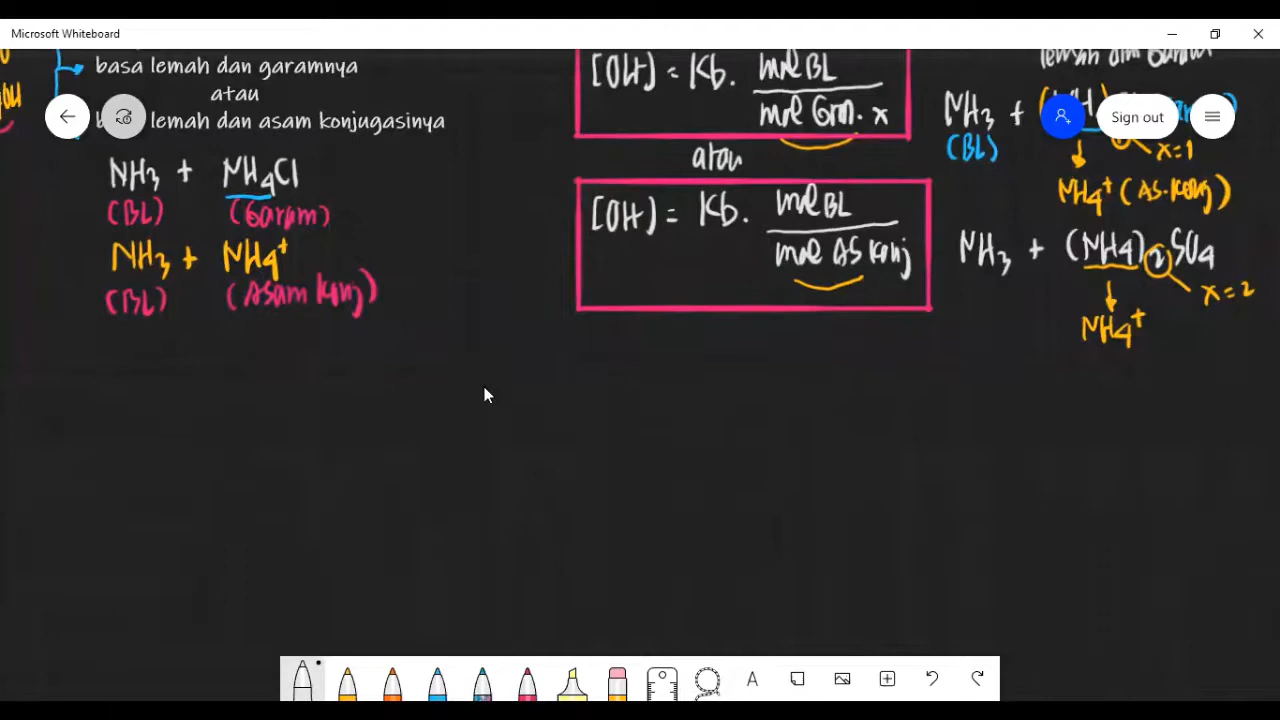 Microsoft Whiteboard
basa lemah dan garamnya
atau
lemah dan asam konjugasinya
NH3 + NH4Cl
(BL) (Garam)
NH3 + NH4+
(BL) (Asam Konj)
[OH] = Kb. mol BL
mol Grm. x
atau
[OH] = Kb. mol BL
mol AS Konj
NH3 +
(BL)
x=1
NH4+ (AS. Konj)
NH3 + (NH4)2 SO4
x=2
NH4+
Sign out